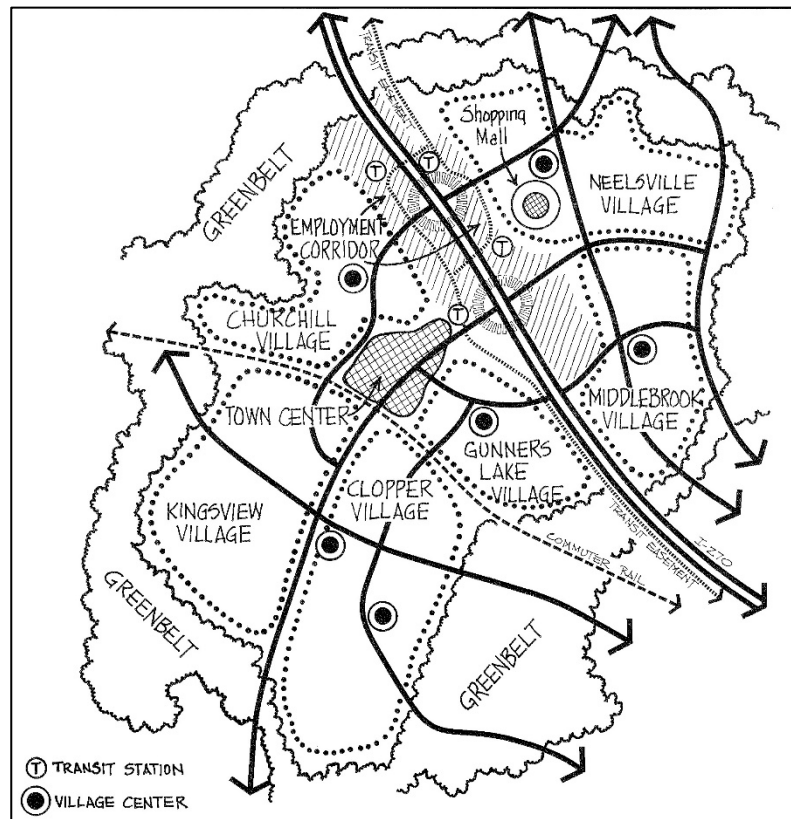 TRANSIT
EASEMENT
Shopping
Mall
GREENBELT
NEELSVILLE
VILLAGE
EMPLOYMENT
CORRIDOR
CHURCHILL
VILLAGE
TOWN CENTER
MIDDLEBROOK
VILLAGE
GUNNERS
LAKE
VILLAGE
KINGSVIEW
VILLAGE
CLOPPER
VILLAGE
TRANSIT EASEMENT
I-270
COMMUTER RAIL
GREENBELT
GREENBELT
T
T
T
T
T TRANSIT STATION
VILLAGE CENTER